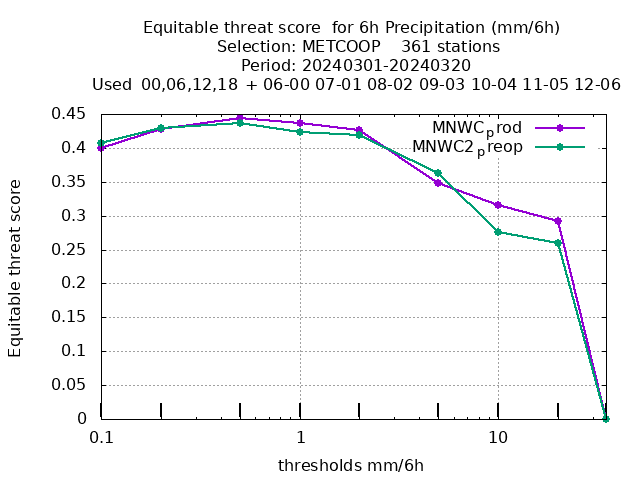 Equitable threat score  for 6h Precipitation (mm/6h)
Selection: METCOOP    361 stations
Period: 20240301-20240320
Used  00,06,12,18  + 06-00 07-01 08-02 09-03 10-04 11-05 12-06
0.45
0.4
0.35
0.3
0.25
0.2
0.15
0.1
0.05
0
Equitable threat score
MNWCprod
MNWC2preop
0.1
1
10
thresholds mm/6h